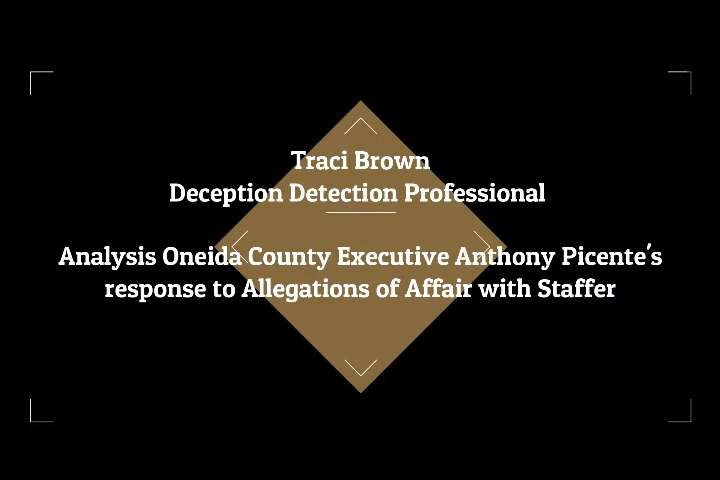 Traci Brown
Deception Detection Professional
Analysis Oneida County Executive Anthony Picente's
response to Allegations of Affair with Staffer